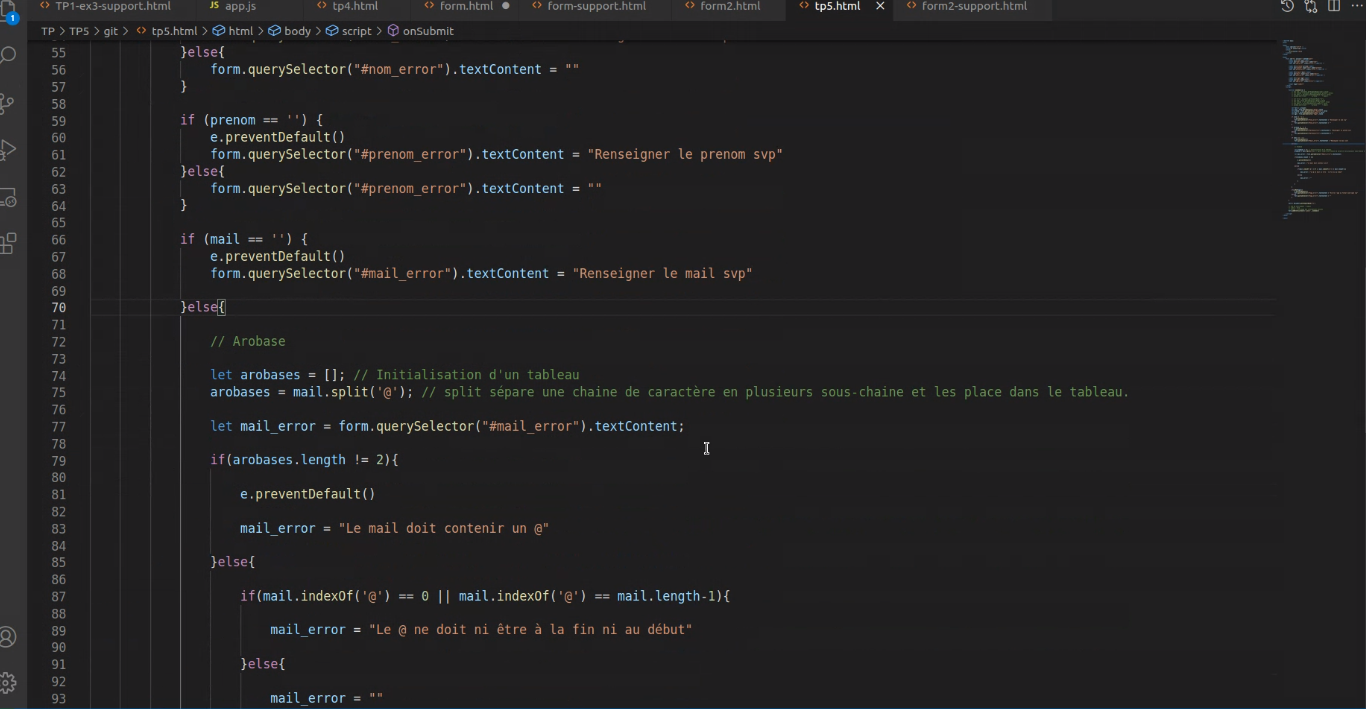 TP1-ex3-support.html
JS app.js
tp4.html
form.html
form-support.html
form2.html
tp5.html
form2-support.html
1
TP > TP5 > git > tp5.html > html > body > script > onSubmit
55 }else{
56 form.querySelector("#nom_error").textContent = ""
57 }
58
59 if (prenom == '') {
60 e.preventDefault()
61 form.querySelector("#prenom_error").textContent = "Renseigner le prenom svp"
62 }else{
63 form.querySelector("#prenom_error").textContent = ""
64 }
65
66 if (mail == '') {
67 e.preventDefault()
68 form.querySelector("#mail_error").textContent = "Renseigner le mail svp"
69
70 }else{
71
72 // Arobase
73
74 let arobases = []; // Initialisation d'un tableau
75 arobases = mail.split('@'); // split sépare une chaine de caractère en plusieurs sous-chaine et les place dans le tableau.
76
77 let mail_error = form.querySelector("#mail_error").textContent;
78
79 if(arobases.length != 2){
80
81 e.preventDefault()
82
83 mail_error = "Le mail doit contenir un @"
84
85 }else{
86
87 if(mail.indexOf('@') == 0 || mail.indexOf('@') == mail.length-1){
88
89 mail_error = "Le @ ne doit ni être à la fin ni au début"
90
91 }else{
92
93 mail_error = ""